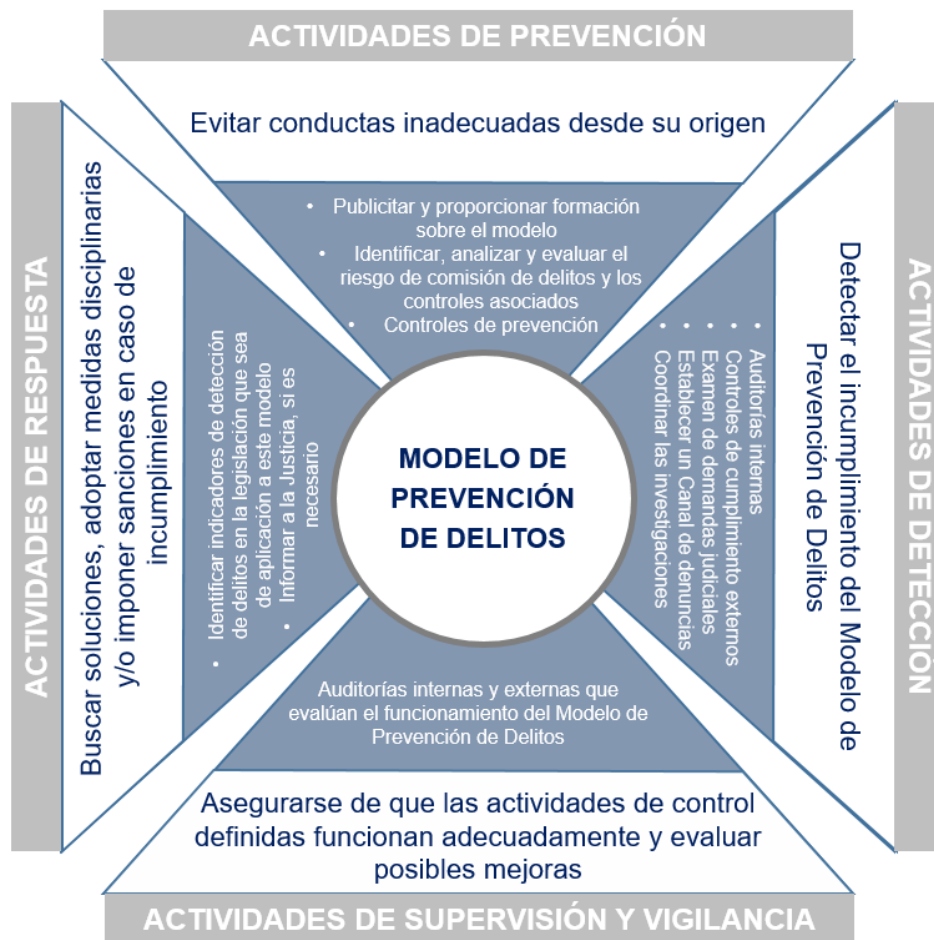 ACTIVIDADES DE PREVENCIÓN
Evitar conductas inadecuadas desde su origen
• Publicitar y proporcionar formación
sobre el modelo
• Identificar, analizar y evaluar el
riesgo de comisión de delitos y los
controles asociados
• Controles de prevención
ACTIVIDADES DE RESPUESTA
Buscar soluciones, adoptar medidas disciplinarias
y/o imponer sanciones en caso de
incumplimiento
• Identificar indicadores de detección
de delitos en la legislación que sea
de aplicación a este modelo
• Informar a la Justicia, si es
necesario
MODELO DE
PREVENCIÓN
DE DELITOS
• Auditorías internas
• Controles de cumplimiento externos
• Examen de demandas judiciales
• Establecer un Canal de denuncias
• Coordinar las investigaciones
Detectar el incumplimiento del Modelo de
Prevención de Delitos
ACTIVIDADES DE DETECCIÓN
Auditorías internas y externas que
evalúan el funcionamiento del Modelo de
Prevención de Delitos
Asegurarse de que las actividades de control
definidas funcionan adecuadamente y evaluar
posibles mejoras
ACTIVIDADES DE SUPERVISIÓN Y VIGILANCIA